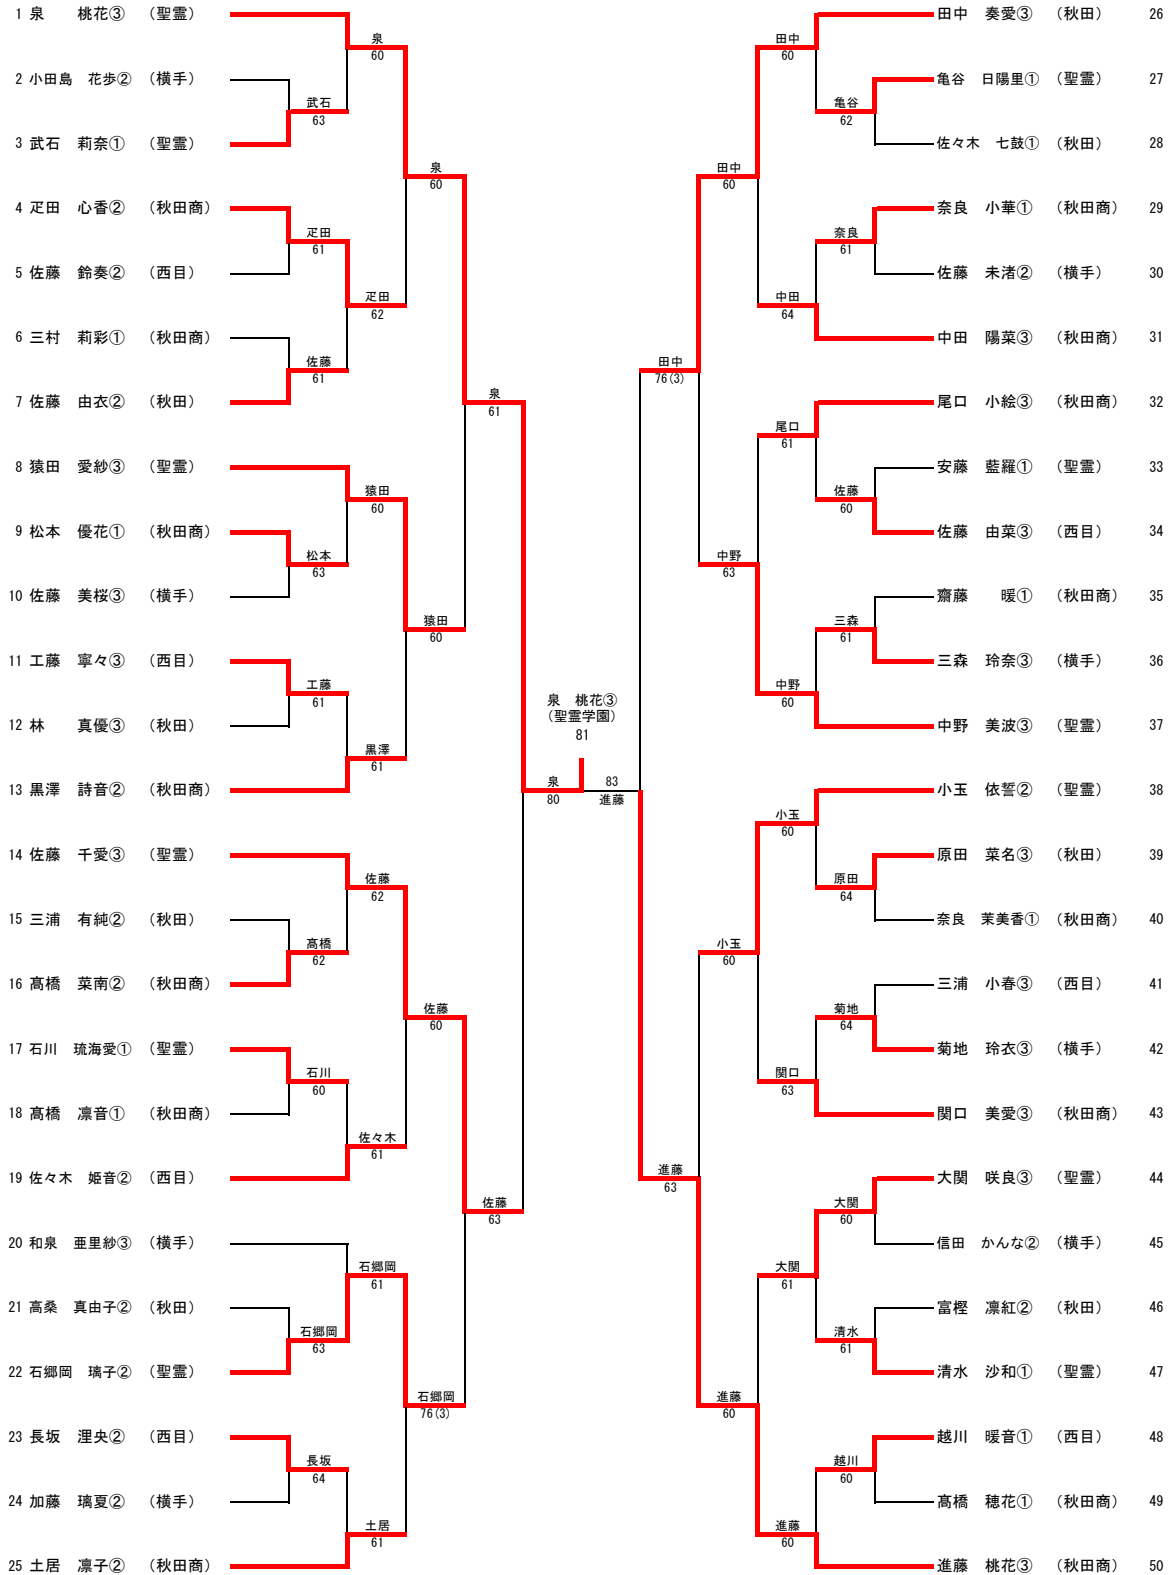 1 泉　桃花③ （聖霊）
2 小田島　花歩② （横手）
3 武石　莉奈① （聖霊）
4 疋田　心香② （秋田商）
5 佐藤　鈴奏② （西目）
6 三村　莉彩① （秋田商）
7 佐藤　由衣② （秋田）
8 猿田　愛紗③ （聖霊）
9 松本　優花① （秋田商）
10 佐藤　美桜③ （横手）
11 工藤　寧々③ （西目）
12 林　真優③ （秋田）
13 黒澤　詩音② （秋田商）
14 佐藤　千愛③ （聖霊）
15 三浦　有純② （秋田）
16 髙橋　菜南② （秋田商）
17 石川　琉海愛① （聖霊）
18 髙橋　凛音① （秋田商）
19 佐々木　姫音② （西目）
20 和泉　亜里紗③ （横手）
21 高桑　真由子② （秋田）
22 石郷岡　璃子② （聖霊）
23 長坂　浬央② （西目）
24 加藤　璃夏② （横手）
25 土居　凛子② （秋田商）
武石
63
疋田
61
佐藤
61
松本
63
工藤
61
髙橋
62
石川
60
石郷岡
63
長坂
64
泉
60
疋田
62
猿田
60
黒澤
61
佐藤
62
佐々木
61
石郷岡
61
土居
61
泉
60
猿田
60
佐藤
60
石郷岡
76(3)
泉
61
佐藤
63
泉
80
泉　桃花③
（聖霊学園）
81
83
進藤
田中
76(3)
進藤
63
田中
60
中野
63
小玉
60
進藤
60
田中
60
中田
64
尾口
61
中野
60
小玉
60
関口
63
大関
61
進藤
60
亀谷
62
奈良
61
佐藤
60
三森
61
原田
64
菊地
64
大関
60
清水
61
越川
60
田中　奏愛③ （秋田） 26
亀谷　日陽里① （聖霊） 27
佐々木　七鼓① （秋田） 28
奈良　小華① （秋田商） 29
佐藤　未渚② （横手） 30
中田　陽菜③ （秋田商） 31
尾口　小絵③ （秋田商） 32
安藤　藍羅① （聖霊） 33
佐藤　由菜③ （西目） 34
齋藤　暖① （秋田商） 35
三森　玲奈③ （横手） 36
中野　美波③ （聖霊） 37
小玉　依誓② （聖霊） 38
原田　菜名③ （秋田） 39
奈良　茉美香① （秋田商） 40
三浦　小春③ （西目） 41
菊地　玲衣③ （横手） 42
関口　美愛③ （秋田商） 43
大関　咲良③ （聖霊） 44
信田　かんな② （横手） 45
富樫　凛紅② （秋田） 46
清水　沙和① （聖霊） 47
越川　暖音① （西目） 48
髙橋　穂花① （秋田商） 49
進藤　桃花③ （秋田商） 50